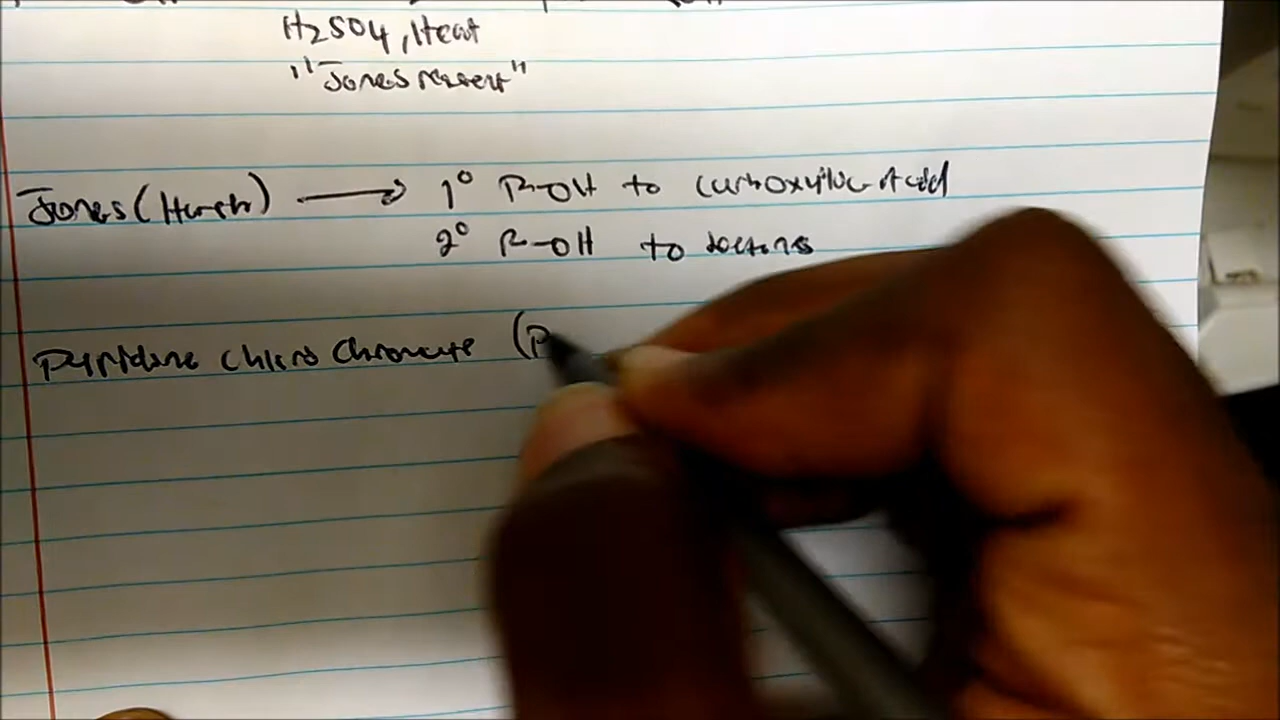 H2SO4, Heat
"Jones reagent"
Jones (Harsh) → 1° R-OH to carboxylic Acid
2° R-OH to ketones
Pyridine chloro chromate (P